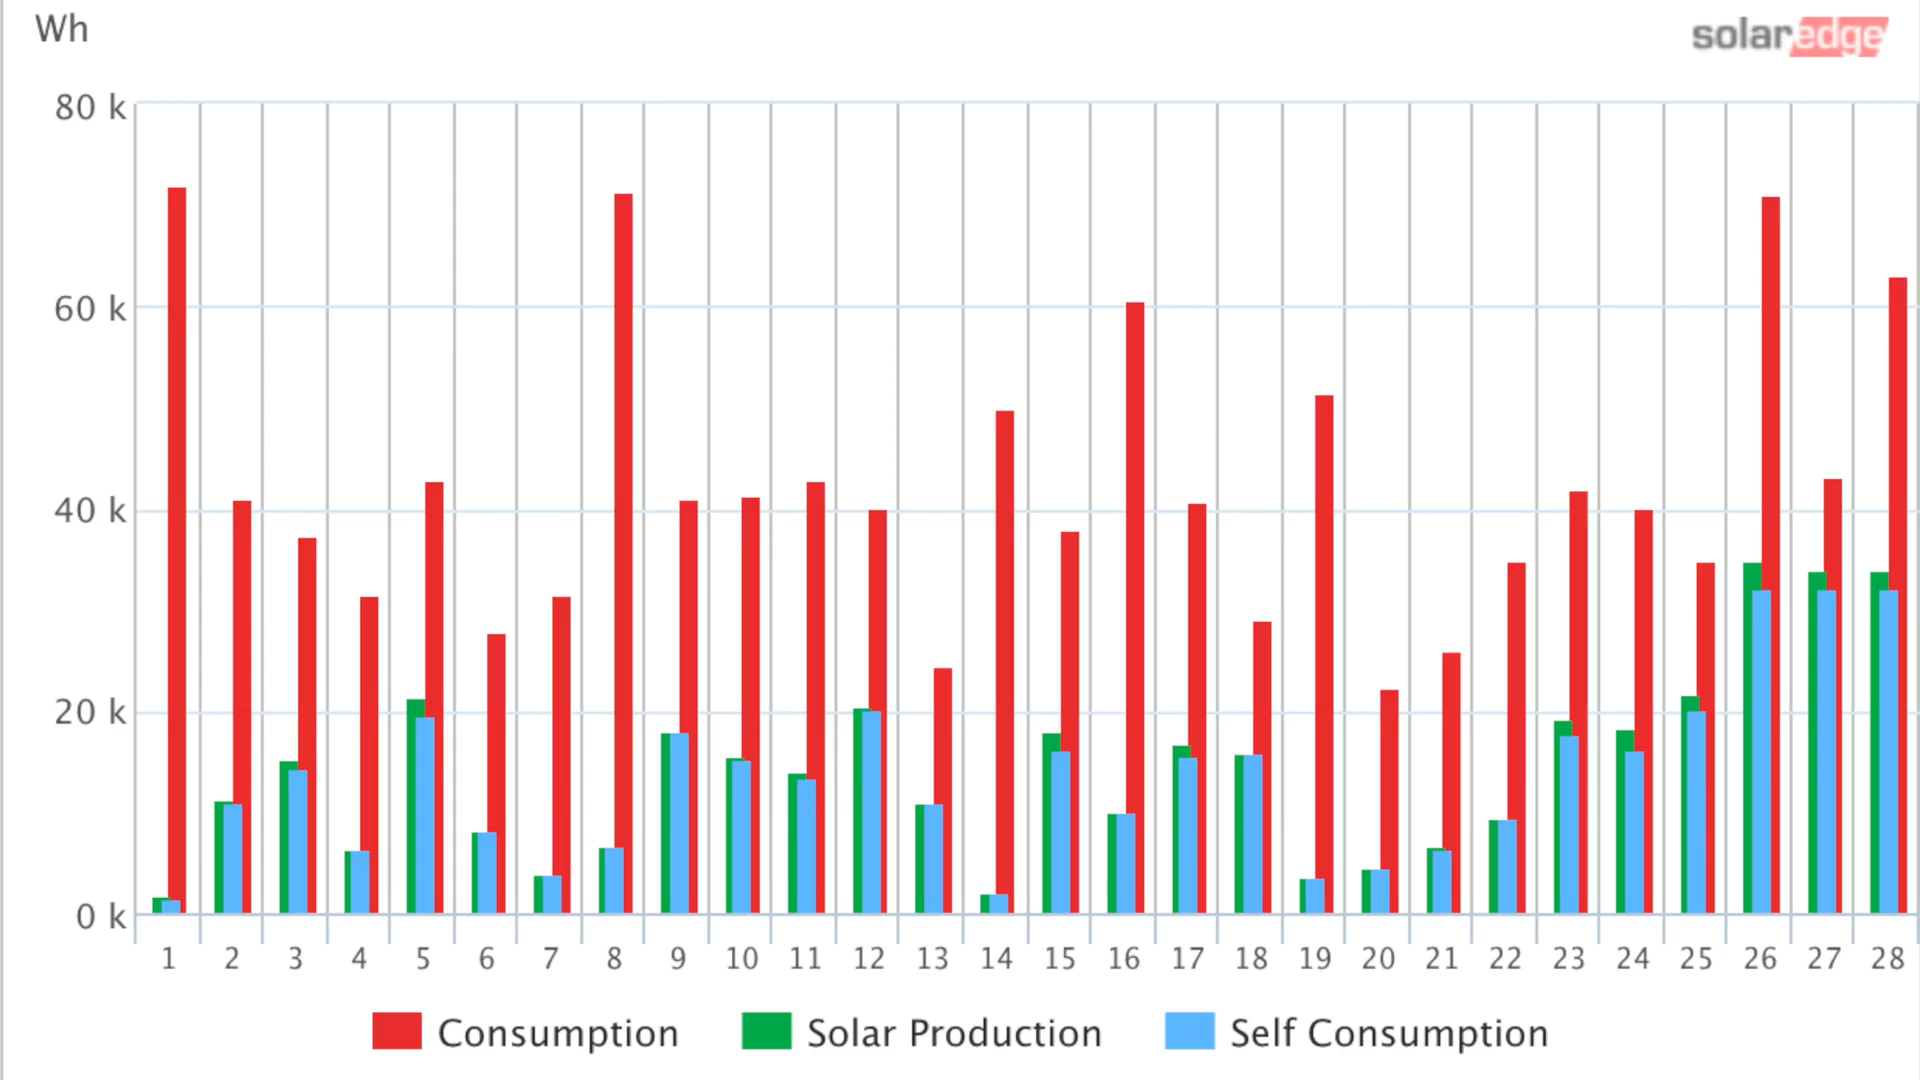 Wh
solaredge
80 k
60 k
40 k
20 k
0 k
1 2 3 4 5 6 7 8 9 10 11 12 13 14 15 16 17 18 19 20 21 22 23 24 25 26 27 28
Consumption Solar Production Self Consumption